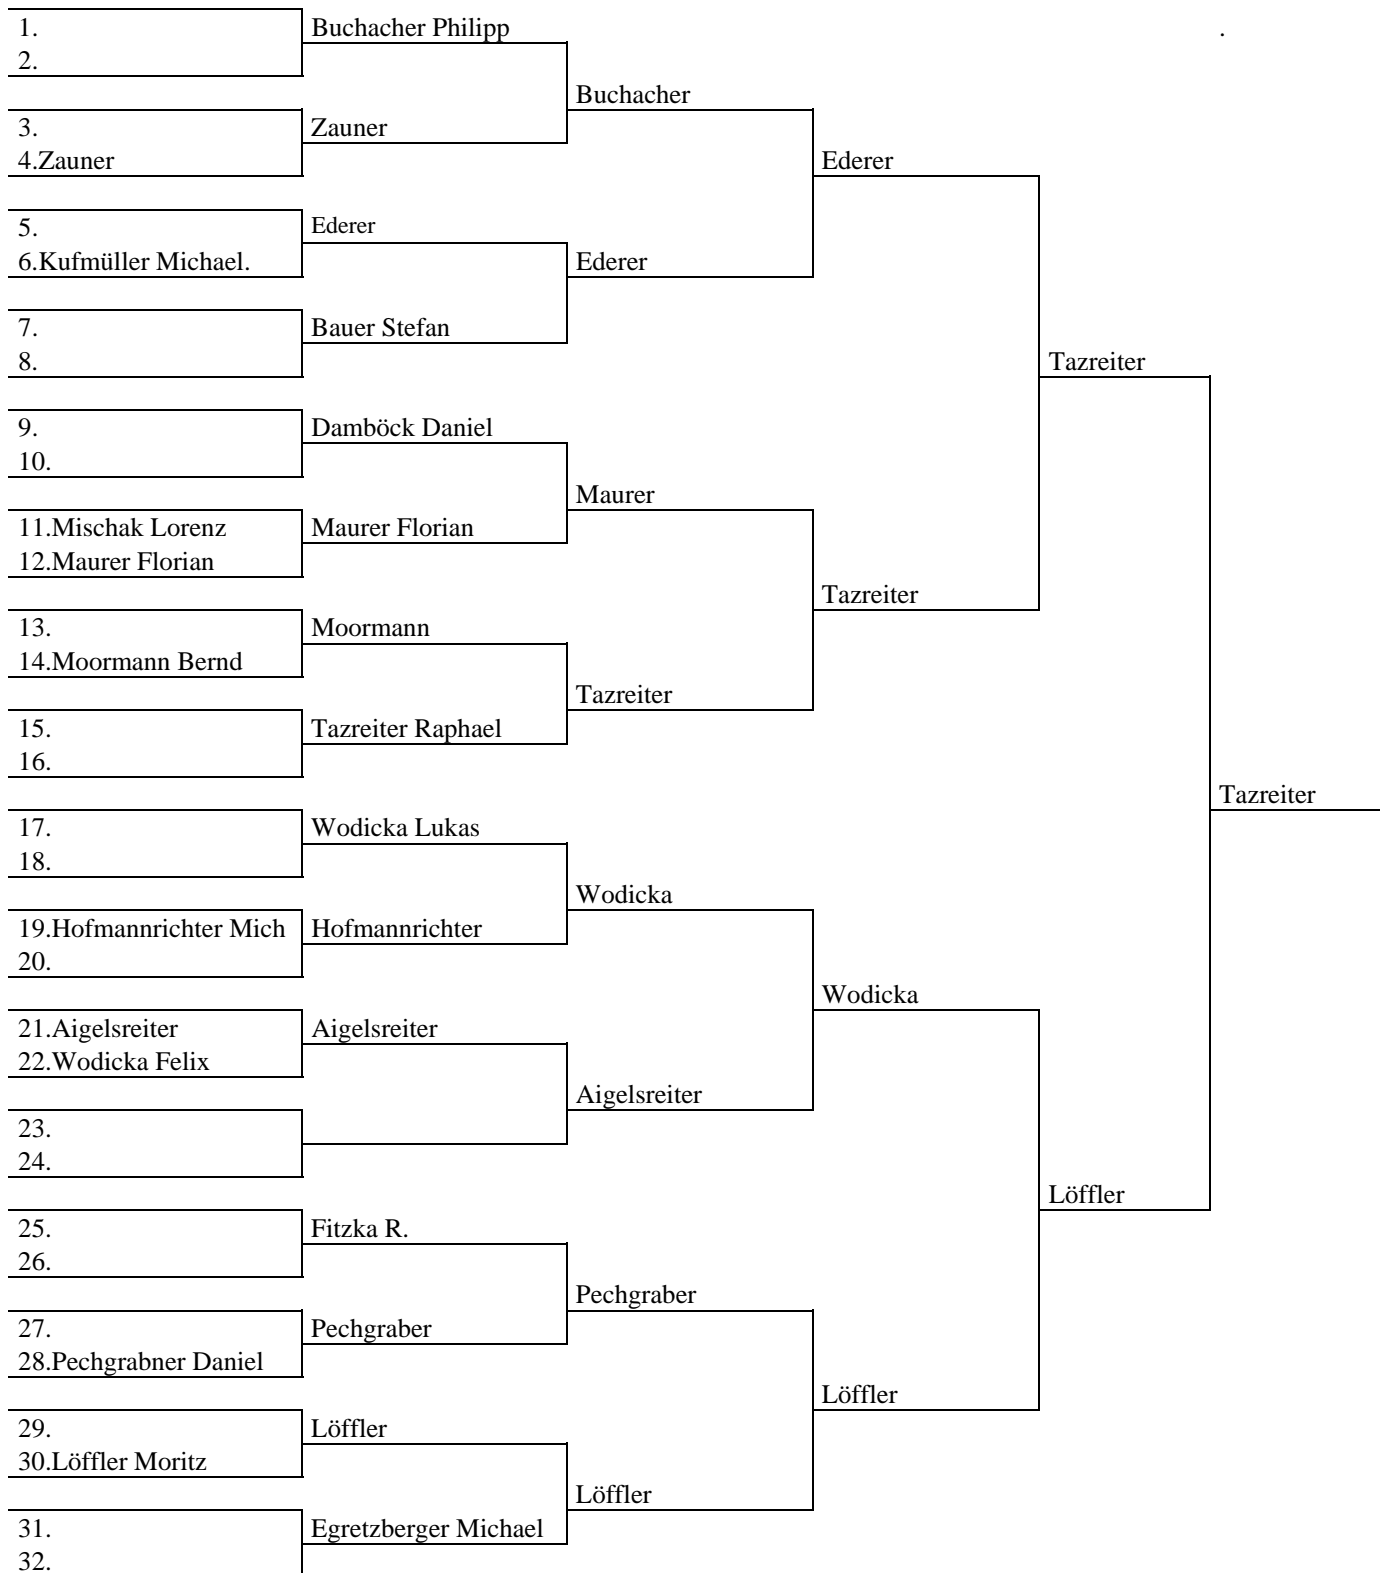 1.
Buchacher Philipp
.
2.
Buchacher
3.
Zauner
4.Zauner
Ederer
5.
Ederer
6.Kufmüller Michael.
Ederer
7.
Bauer Stefan
8.
Tazreiter
9.
Damböck Daniel
10.
Maurer
11.Mischak Lorenz
Maurer Florian
12.Maurer Florian
Tazreiter
13.
Moormann
14.Moormann Bernd
Tazreiter
15.
Tazreiter Raphael
16.
Tazreiter
17.
Wodicka Lukas
18.
Wodicka
19.Hofmannrichter Mich
Hofmannrichter
20.
Wodicka
21.Aigelsreiter
Aigelsreiter
22.Wodicka Felix
Aigelsreiter
23.
24.
Löffler
25.
Fitzka R.
26.
Pechgraber
27.
Pechgraber
28.Pechgrabner Daniel
Löffler
29.
Löffler
30.Löffler Moritz
Löffler
31.
Egretzberger Michael
32.